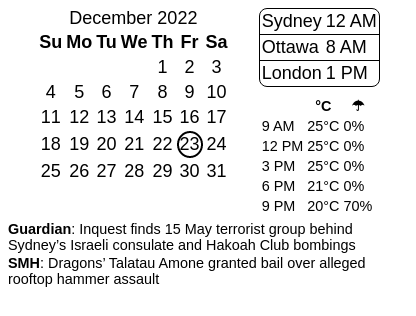 December 2022
Su Mo Tu We Th Fr Sa
1 2 3
4 5 6 7 8 9 10
11 12 13 14 15 16 17
18 19 20 21 22 23 24
25 26 27 28 29 30 31
Sydney 12 AM
Ottawa 8 AM
London 1 PM
°C ☂
9 AM 25°C 0%
12 PM 25°C 0%
3 PM 25°C 0%
6 PM 21°C 0%
9 PM 20°C 70%
Guardian: Inquest finds 15 May terrorist group behind
Sydney’s Israeli consulate and Hakoah Club bombings
SMH: Dragons’ Talatau Amone granted bail over alleged
rooftop hammer assault